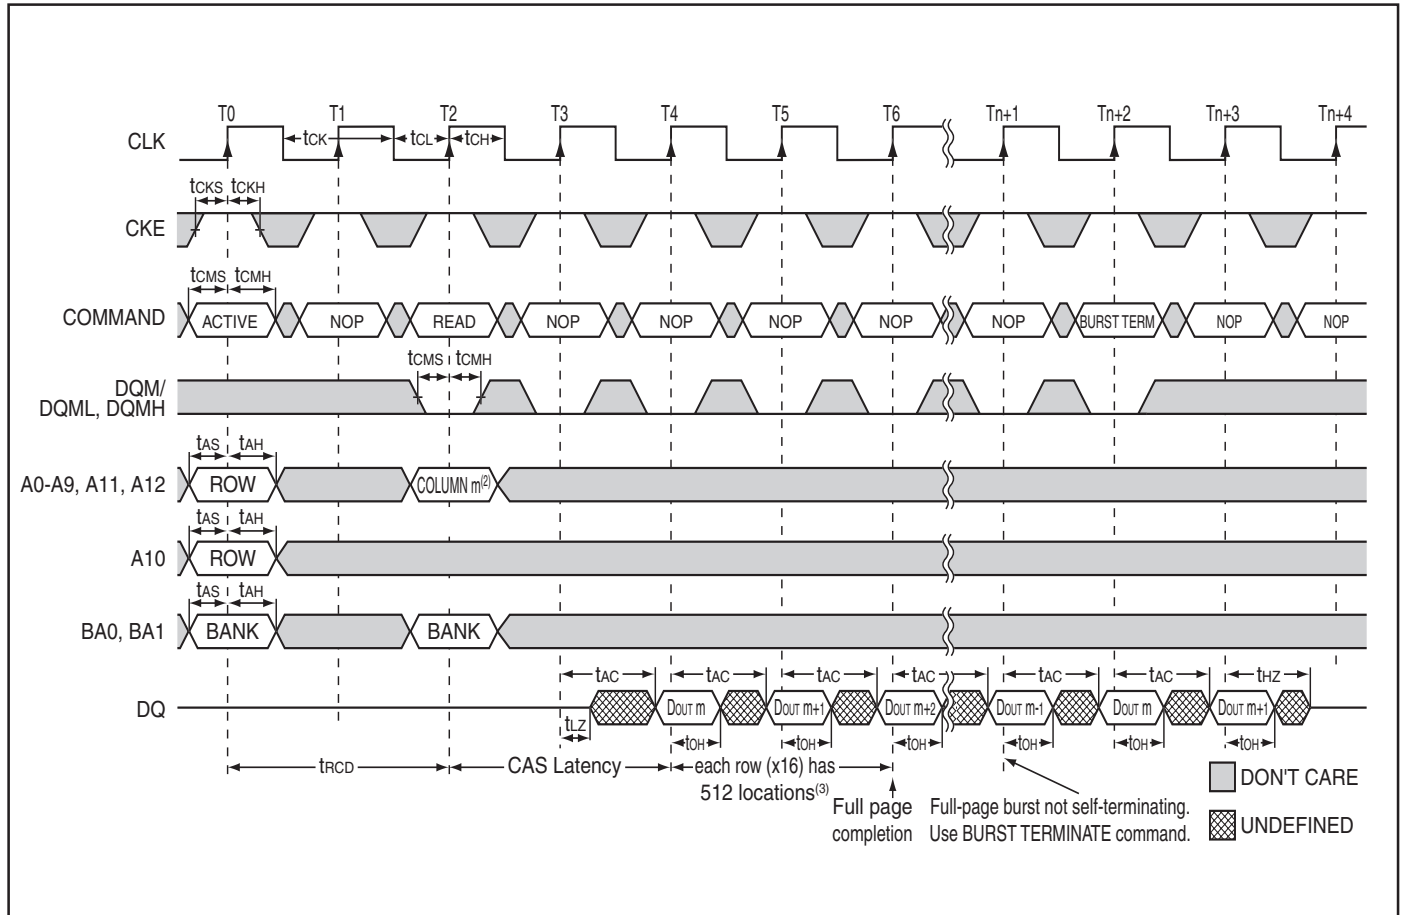 T0 T1 T2 T3 T4 T5 T6 Tn+1 Tn+2 Tn+3 Tn+4
CLK tCK tCL tCH
tCKS tCKH
CKE
tCMS tCMH
COMMAND ACTIVE NOP READ NOP NOP NOP NOP NOP BURST TERM NOP NOP
tCMS tCMH
DQM/
DQML, DQMH
tAS tAH
A0-A9, A11, A12 ROW COLUMN m(2)
tAS tAH
A10 ROW
tAS tAH
BA0, BA1 BANK BANK
tAC tAC tAC tAC tAC tAC tHZ
DQ DOUT m DOUT m+1 DOUT m+2 DOUT m-1 DOUT m DOUT m+1
tLZ tOH tOH tOH tOH tOH tOH
tRCD CAS Latency each row (x16) has
512 locations(3)
Full page
completion
Full-page burst not self-terminating.
Use BURST TERMINATE command.
DON'T CARE
UNDEFINED